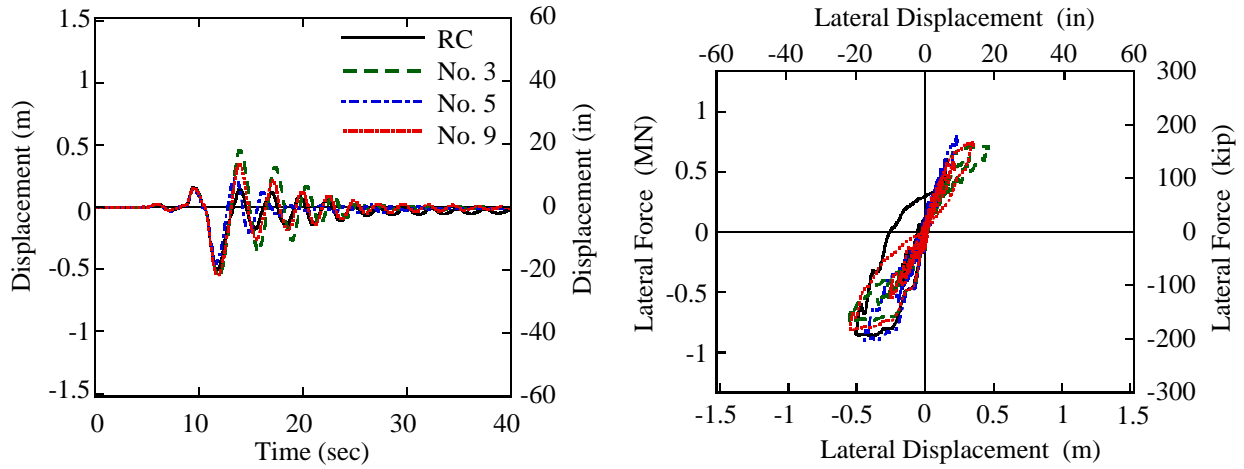 1.5
1
0.5
0
-0.5
-1
-1.5
Displacement (m)
60
40
20
0
-20
-40
-60
Displacement (in)
RC
No. 3
No. 5
No. 9
0 10 20 30 40
Time (sec)
Lateral Displacement (in)
-60 -40 -20 0 20 40 60
1
0.5
0
-0.5
-1
Lateral Force (MN)
300
200
100
0
-100
-200
-300
Lateral Force (kip)
-1.5 -1 -0.5 0 0.5 1 1.5
Lateral Displacement (m)